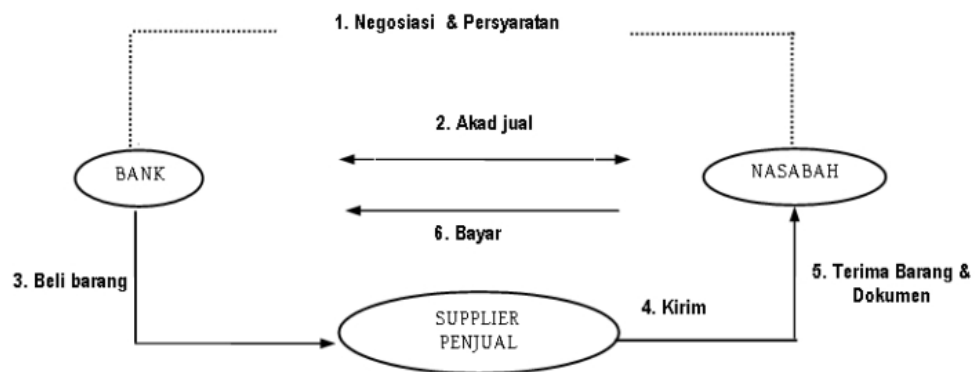 1. Negosiasi & Persyaratan
2. Akad jual
BANK
NASABAH
6. Bayar
3. Beli barang
5. Terima Barang &
Dokumen
4. Kirim
SUPPLIER
PENJUAL